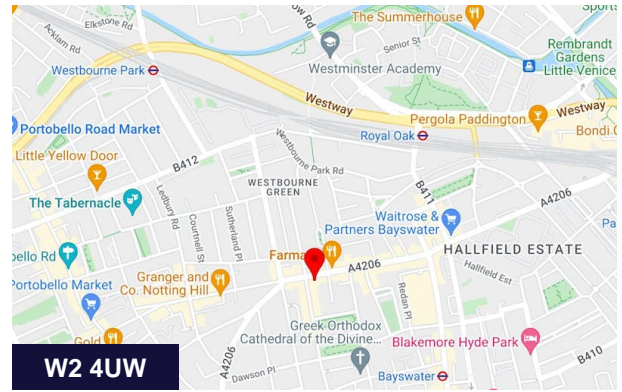 The Summerhouse
Sports
Elkstone Rd
Acklam Rd
ow Rd
Senior St
Rembrandt
Gardens
Little Venice
Westbourne Park
Westminster Academy
Westway
Pergola Paddington
Westway
Portobello Road Market
Royal Oak
Bondi C
Little Yellow Door
B412
Westbourne Park Rd
WESTBOURNE
GREEN
B411
A4206
The Tabernacle
Ledbury Rd
Courtnell St
Sutherland Pl
Waitrose &
Partners Bayswater
Pa
bello Rd
Farma
A4206
HALLFIELD ESTATE
Hallfield Est
Granger and
Co. Notting Hill
Portobello Market
Redan Pl
Greek Orthodox
Cathedral of the Divine...
Blakemore Hyde Park
Gold
A4206
B410
Dawson Pl
Bayswater
W2 4UW